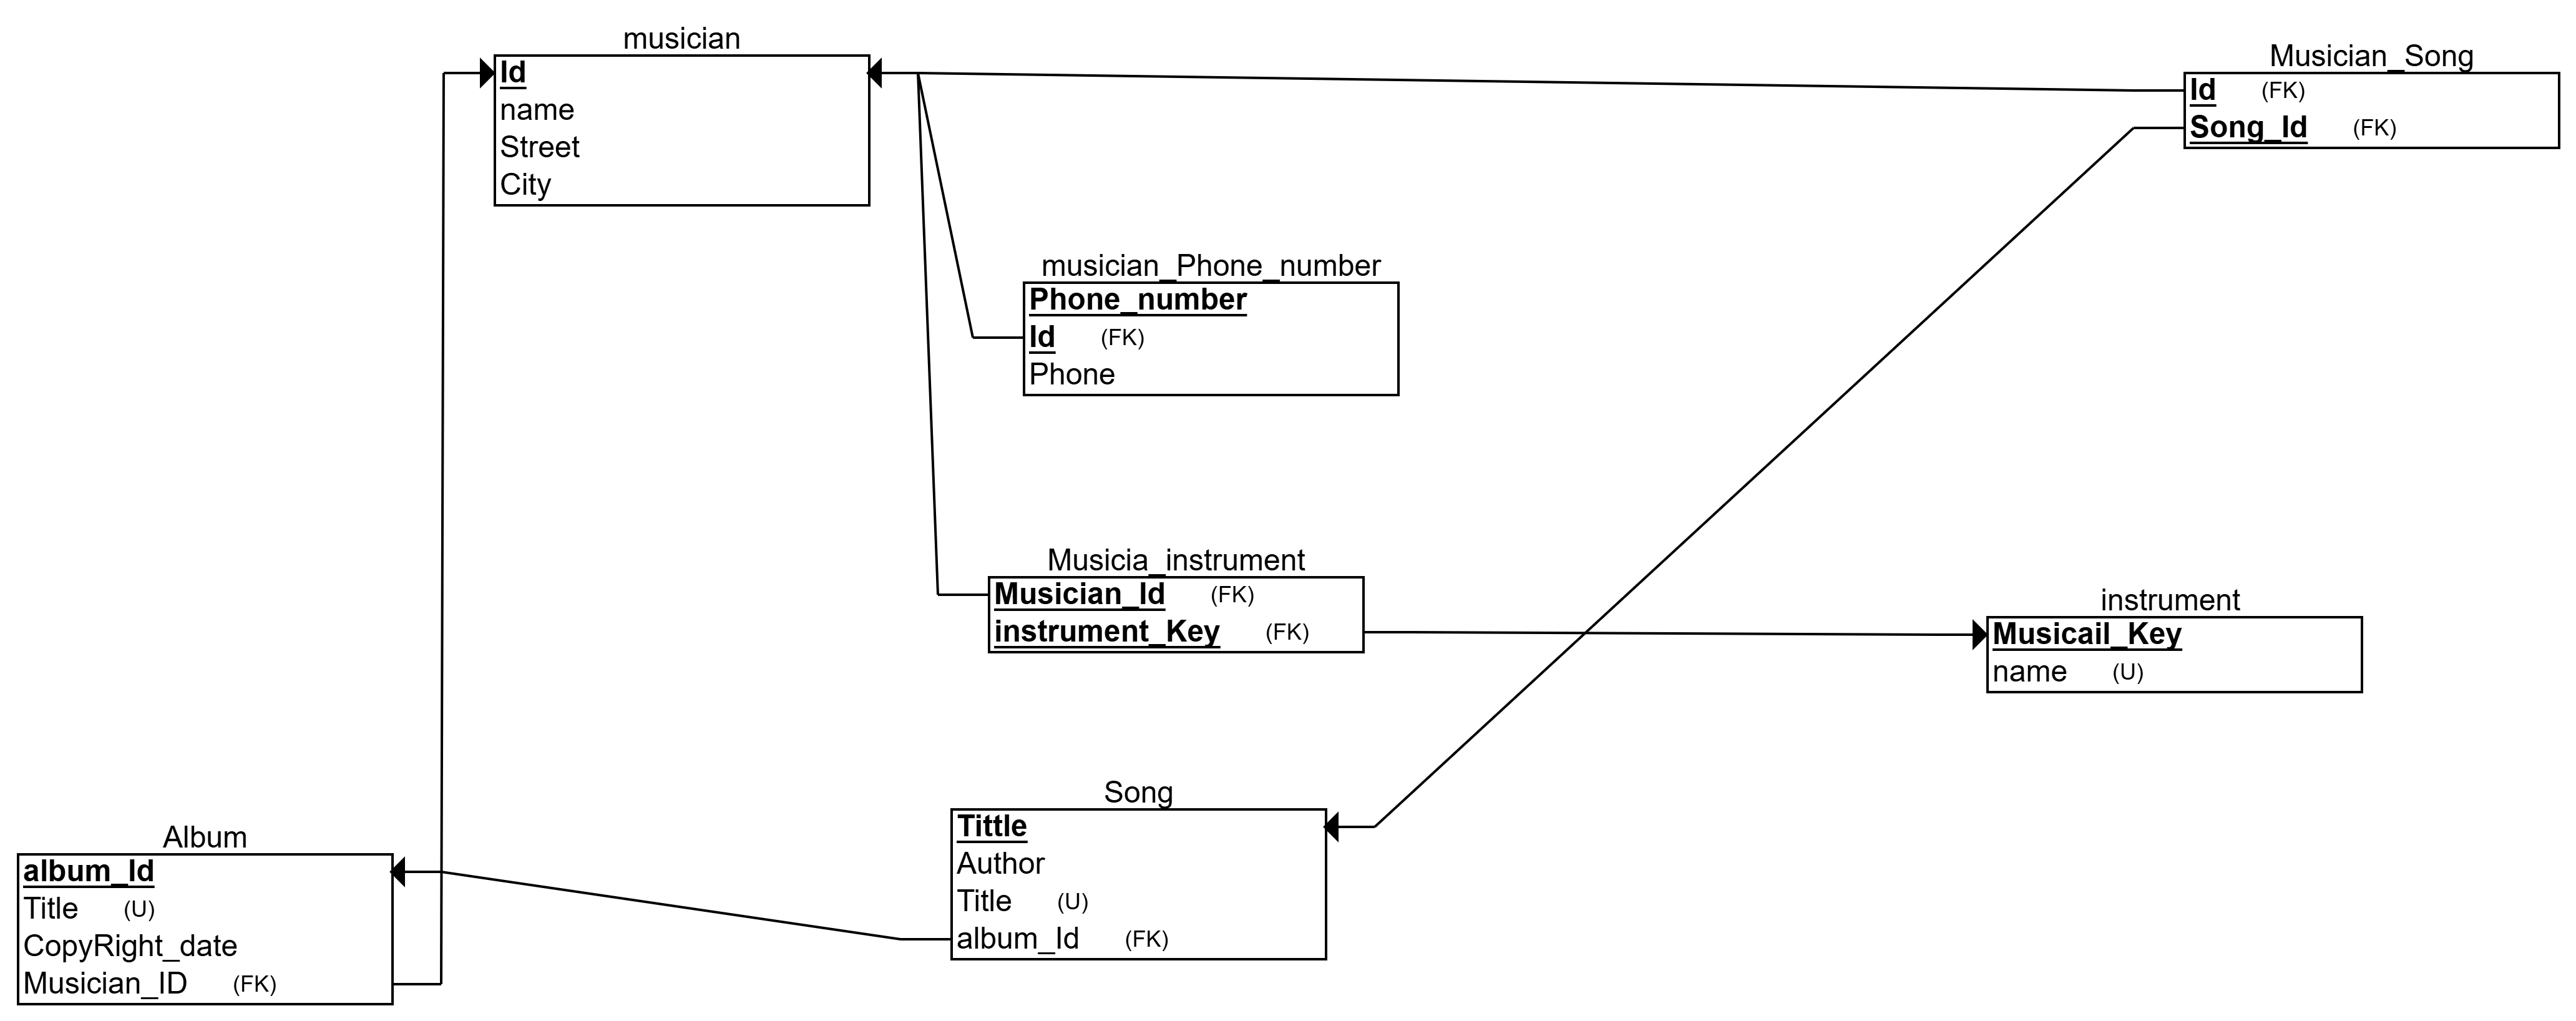 musician
Id
name
Street
City
Musician_Song
Id (FK)
Song_Id (FK)
musician_Phone_number
Phone_number
Id (FK)
Phone
Musicia_instrument
Musician_Id (FK)
instrument_Key (FK)
instrument
Musicail_Key
name (U)
Song
Tittle
Author
Title (U)
album_Id (FK)
Album
album_Id
Title (U)
CopyRight_date
Musician_ID (FK)